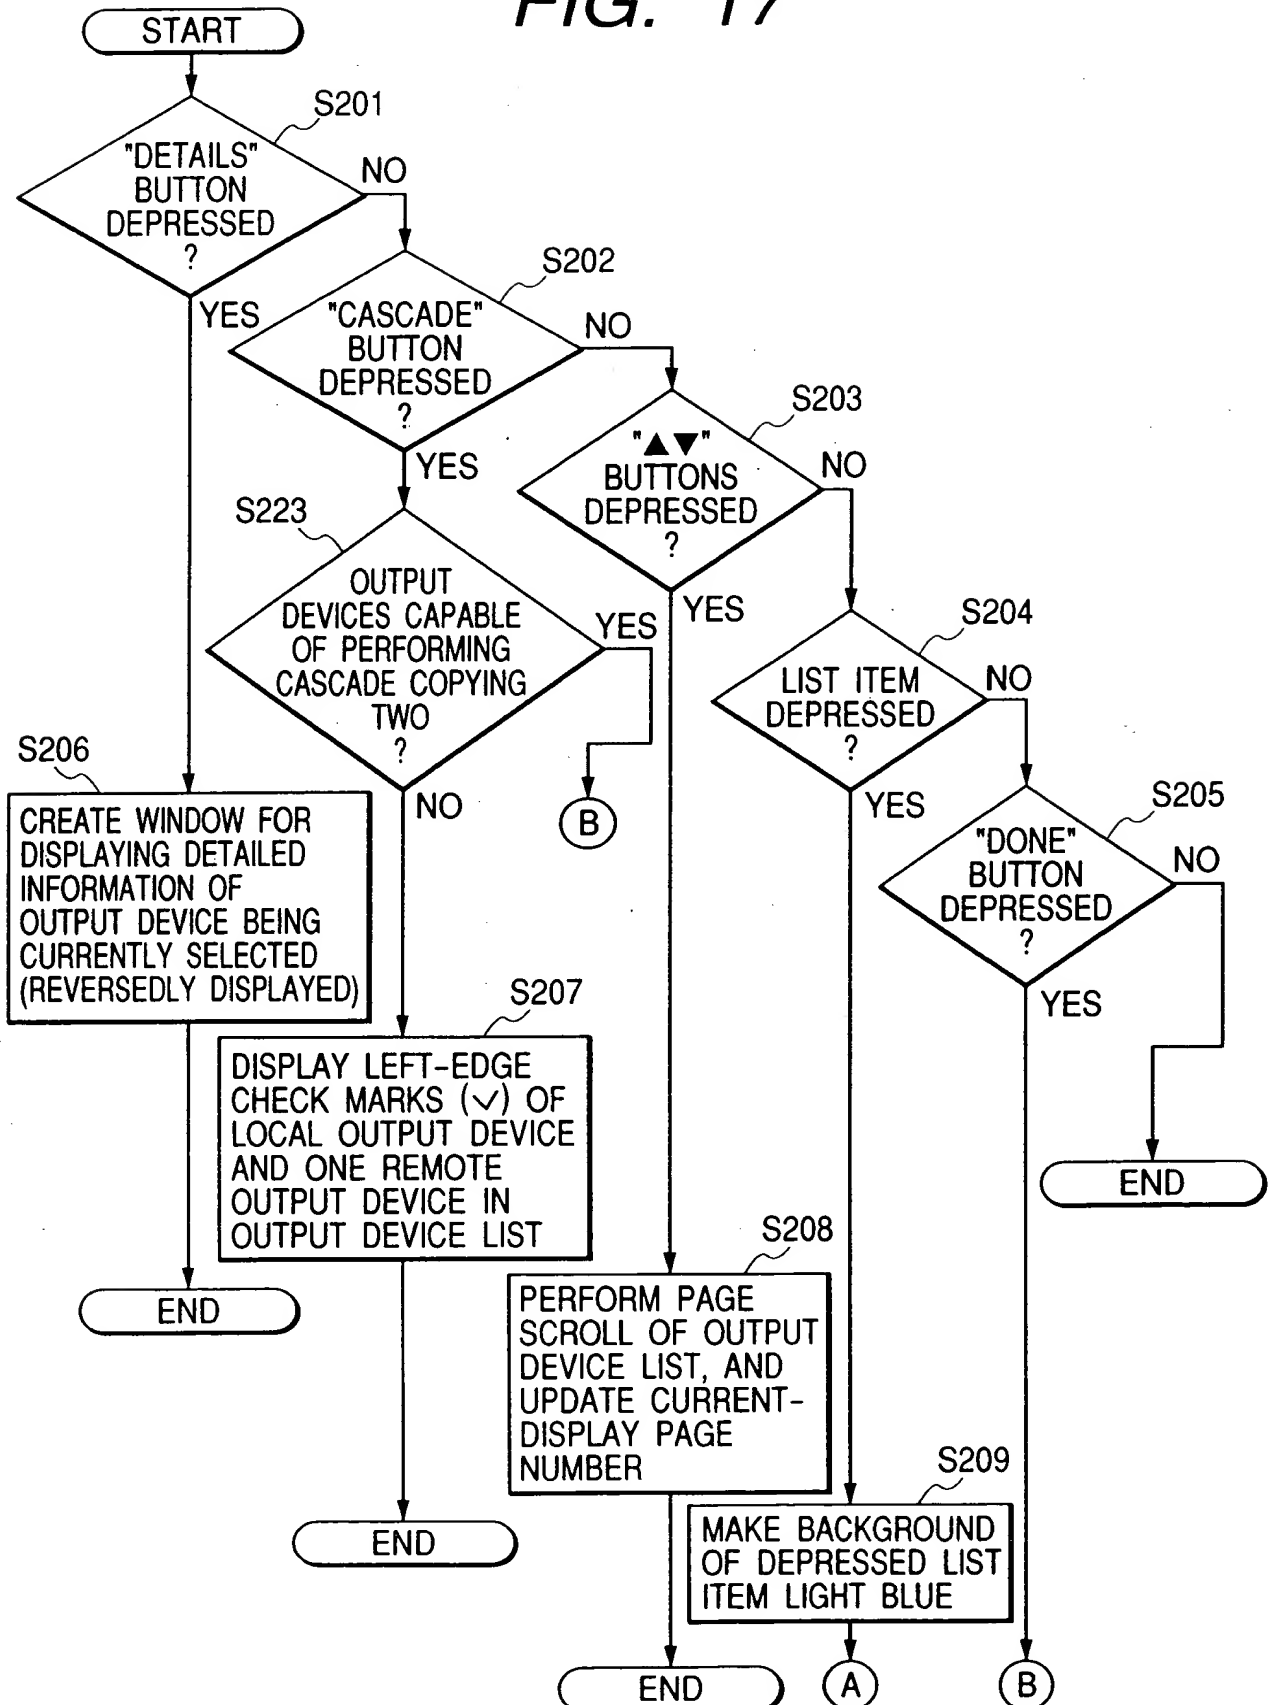 FIG. 17
START
S201
"DETAILS"
BUTTON
DEPRESSED
?
NO
YES
S202
"CASCADE"
BUTTON
DEPRESSED
?
NO
YES
S203
"▲▼"
BUTTONS
DEPRESSED
?
NO
YES
S223
OUTPUT
DEVICES CAPABLE
OF PERFORMING
CASCADE COPYING
TWO
?
YES
B
NO
S204
LIST ITEM
DEPRESSED
?
NO
YES
S205
"DONE"
BUTTON
DEPRESSED
?
NO
YES
END
S206
CREATE WINDOW FOR
DISPLAYING DETAILED
INFORMATION OF
OUTPUT DEVICE BEING
CURRENTLY SELECTED
(REVERSEDLY DISPLAYED)
END
S207
DISPLAY LEFT-EDGE
CHECK MARKS (✓) OF
LOCAL OUTPUT DEVICE
AND ONE REMOTE
OUTPUT DEVICE IN
OUTPUT DEVICE LIST
END
S208
PERFORM PAGE
SCROLL OF OUTPUT
DEVICE LIST, AND
UPDATE CURRENT-
DISPLAY PAGE
NUMBER
END
S209
MAKE BACKGROUND
OF DEPRESSED LIST
ITEM LIGHT BLUE
A
B